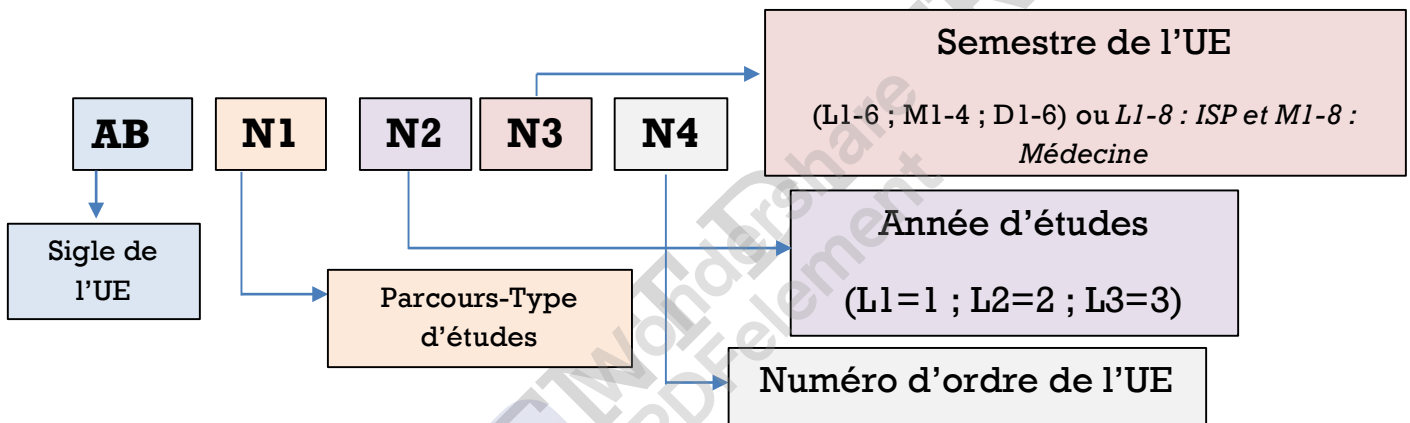 Semestre de l'UE
(L1-6 ; M1-4 ; D1-6) ou L1-8 : ISP et M1-8 :
Médecine
AB N1 N2 N3 N4
Année d'études
(L1=1 ; L2=2 ; L3=3)
Sigle de
l'UE
Parcours-Type
d'études
Numéro d'ordre de l'UE
Wondershare
PDFelement